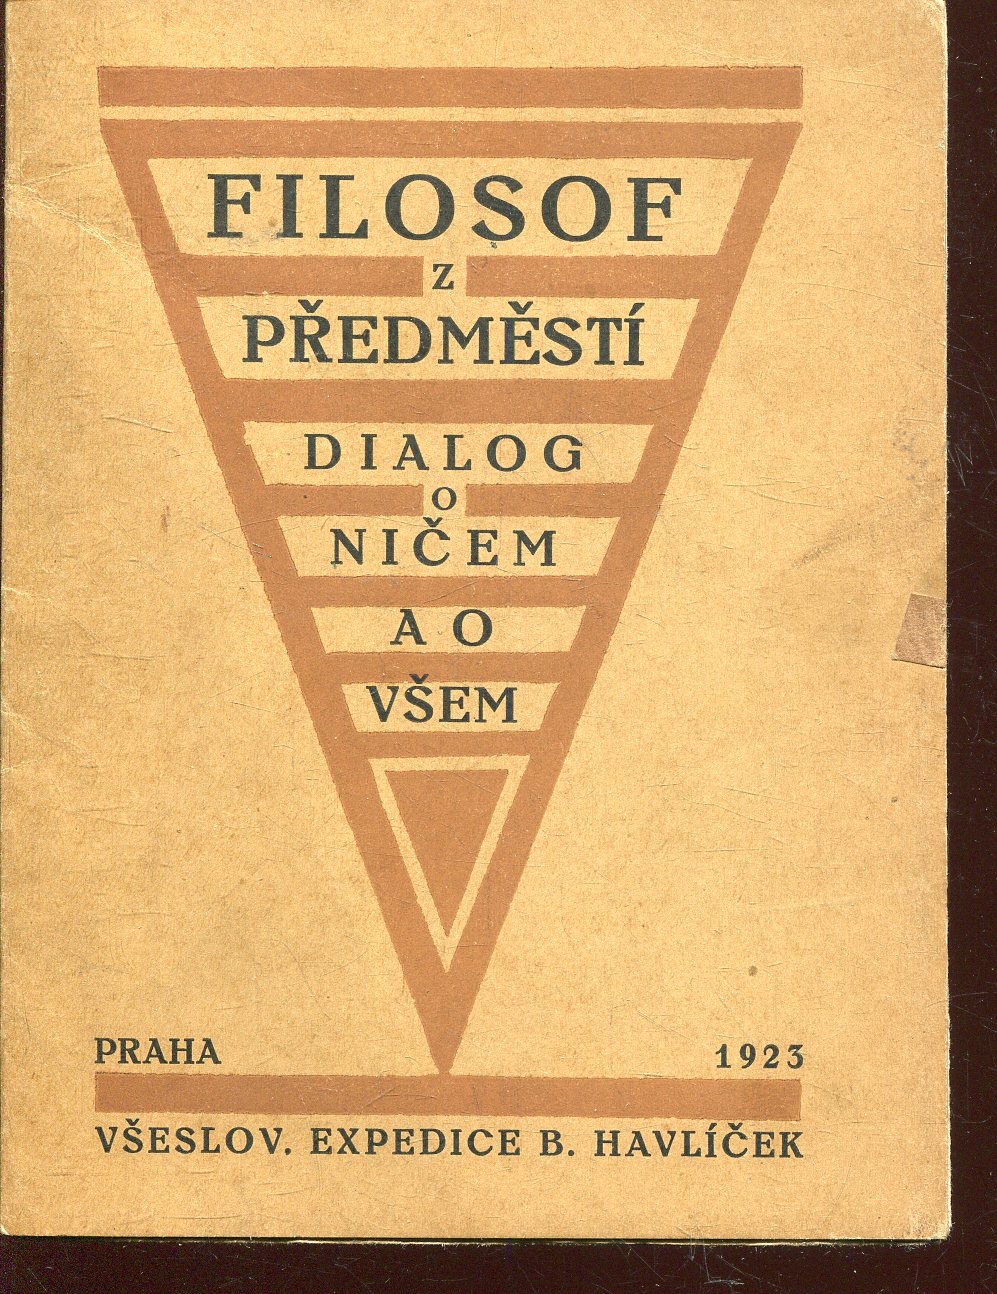 FILOSOF
Z
PŘEDMĚSTÍ
DIALOG
O
NIČEM
A O
VŠEM
PRAHA 1923
VŠESLOV. EXPEDICE B. HAVLÍČEK